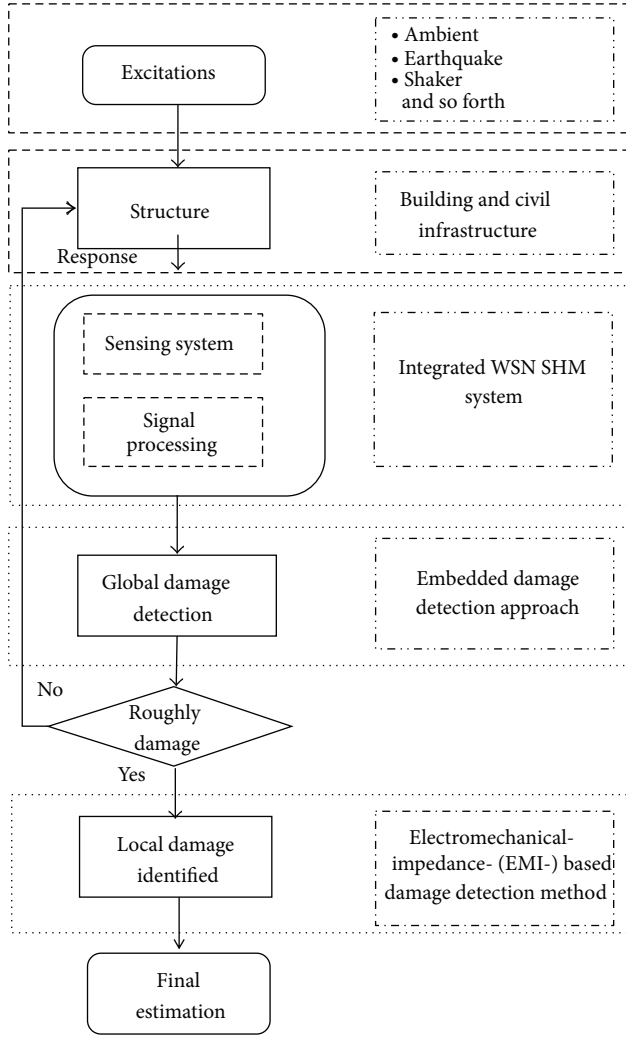 Excitations
• Ambient
• Earthquake
• Shaker
and so forth
Structure
Building and civil
infrastructure
Response
Sensing system
Signal
processing
Integrated WSN SHM
system
Global damage
detection
Embedded damage
detection approach
No
Roughly
damage
Yes
Local damage
identified
Electromechanical-
impedance- (EMI-) based
damage detection method
Final
estimation